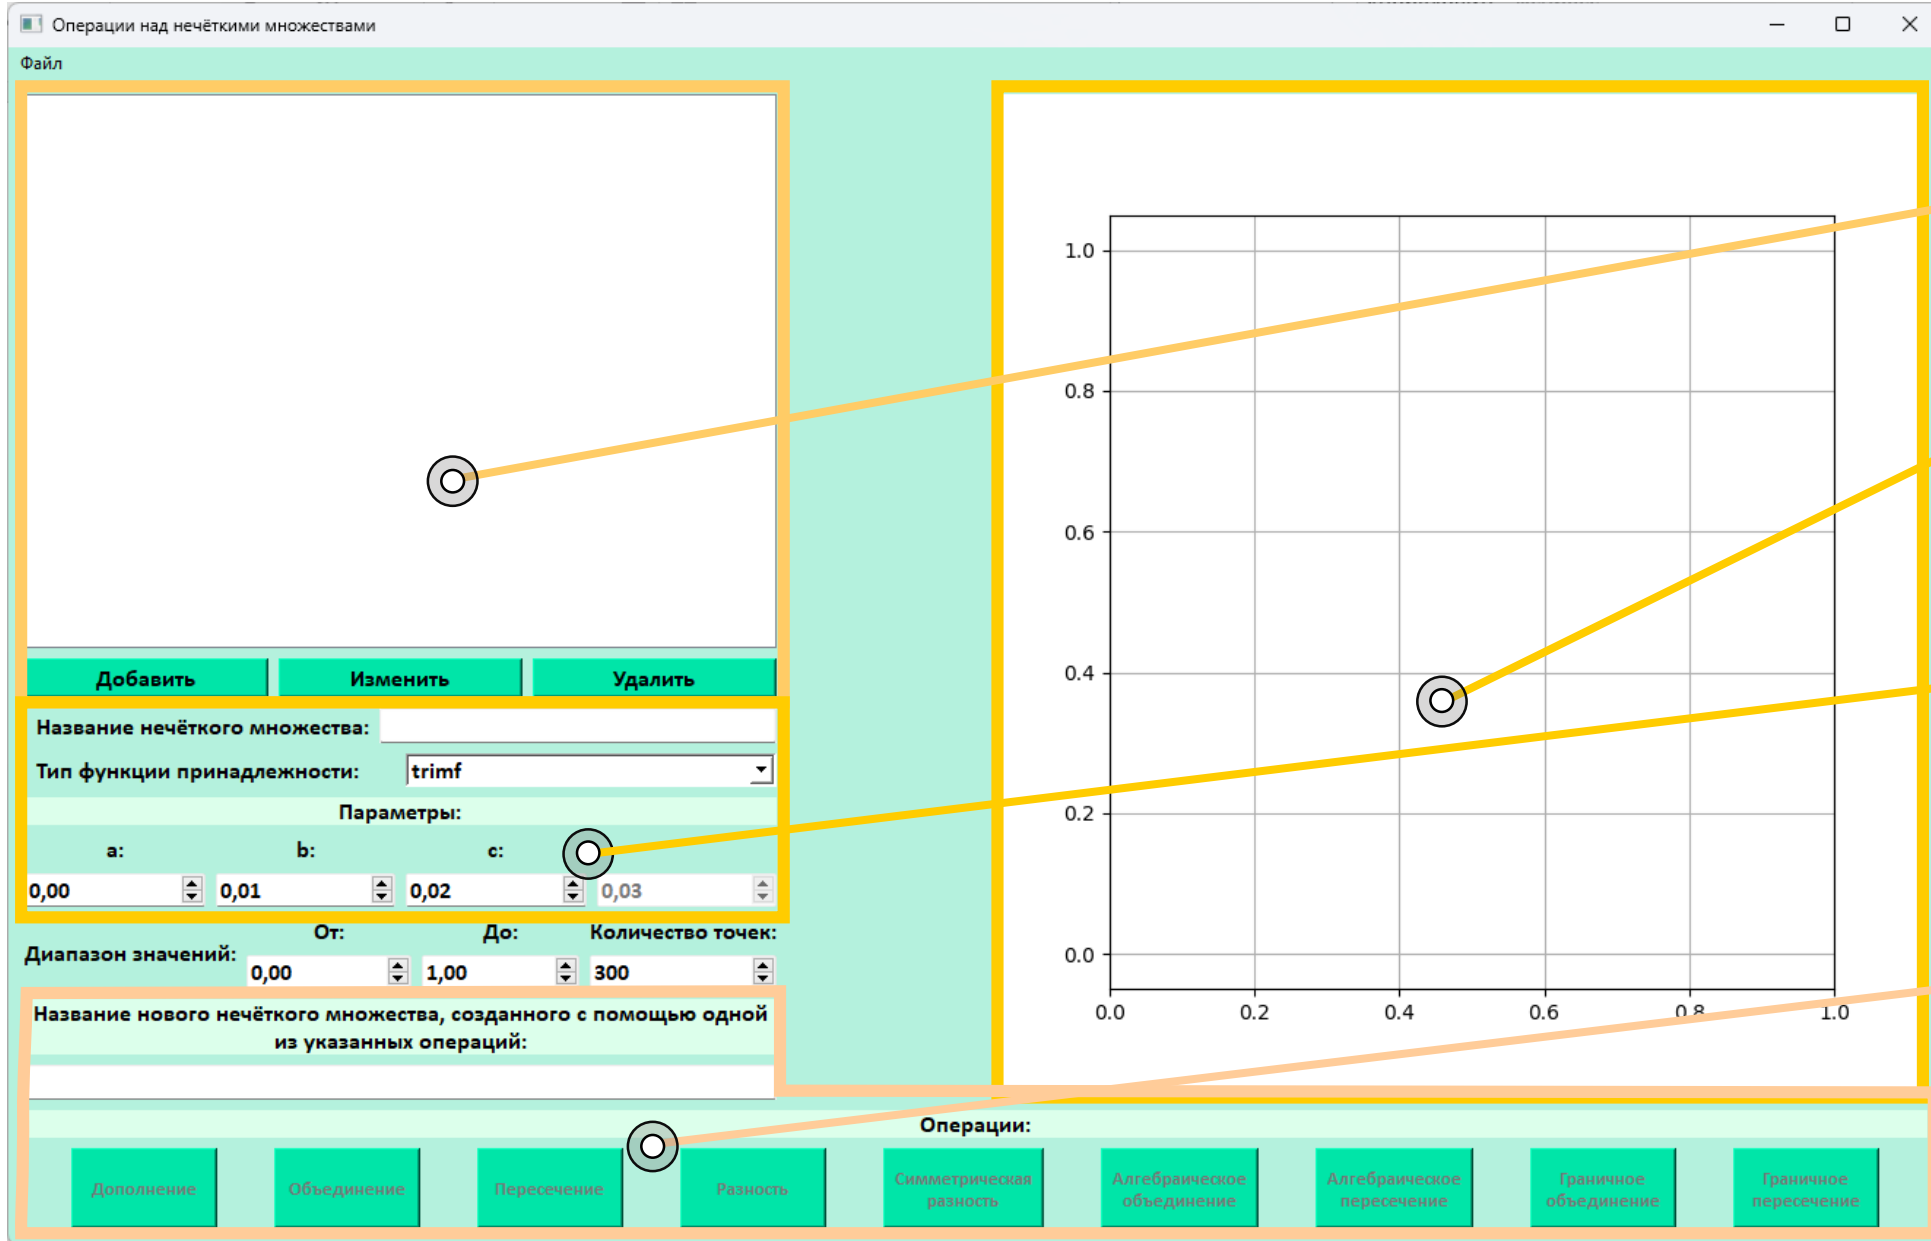 Операции над нечёткими множествами
Файл
Добавить Изменить Удалить
Название нечёткого множества:
Тип функции принадлежности: trimf
Параметры:
a: b: c:
0,00 0,01 0,02 0,03
От: До: Количество точек:
Диапазон значений: 0,00 1,00 300
Название нового нечёткого множества, созданного с помощью одной
из указанных операций:
1.0
0.8
0.6
0.4
0.2
0.0
0.0 0.2 0.4 0.6 0.8 1.0
Операции:
Дополнение Объединение Пересечение Разность Симметрическая разность Алгебраическое объединение Алгебраическое пересечение Граничное объединение Граничное пересечение